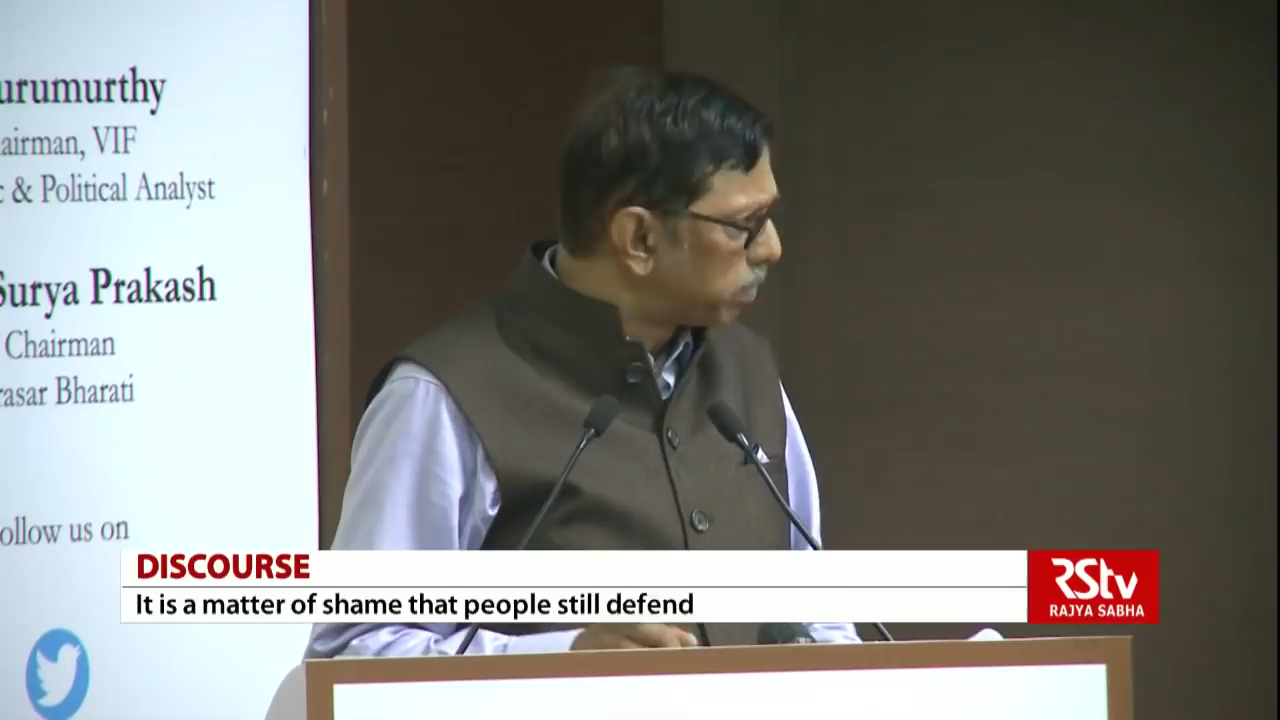 urumurthy
airman, VIF
c & Political Analyst
Surya Prakash
Chairman
rasar Bharati
ollow us on
DISCOURSE
It is a matter of shame that people still defend
RStv
RAJYA SABHA